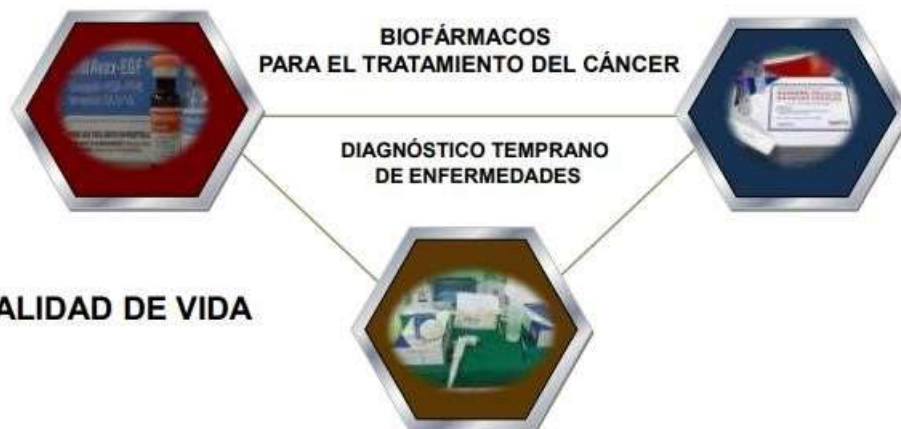 BIOFÁRMACOS
PARA EL TRATAMIENTO DEL CÁNCER
DIAGNÓSTICO TEMPRANO
DE ENFERMEDADES
ALIDAD DE VIDA